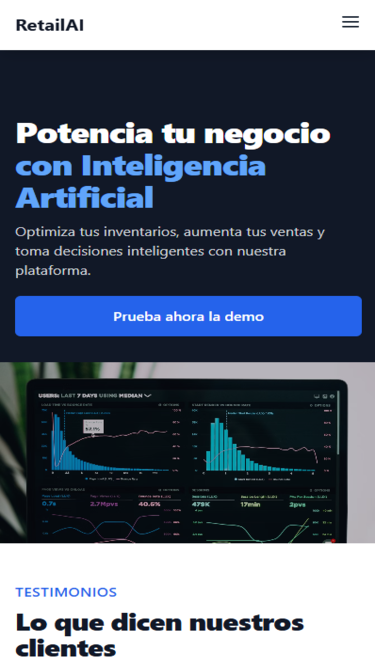 RetailAI
Potencia tu negocio
con Inteligencia
Artificial
Optimiza tus inventarios, aumenta tus ventas y
toma decisiones inteligentes con nuestra
plataforma.
Prueba ahora la demo
USERS: LAST 7 DAYS USING MEDIAN
0.7s 2.7Mpvs 40.6% 479K 17min 2pvs
TESTIMONIOS
Lo que dicen nuestros
clientes